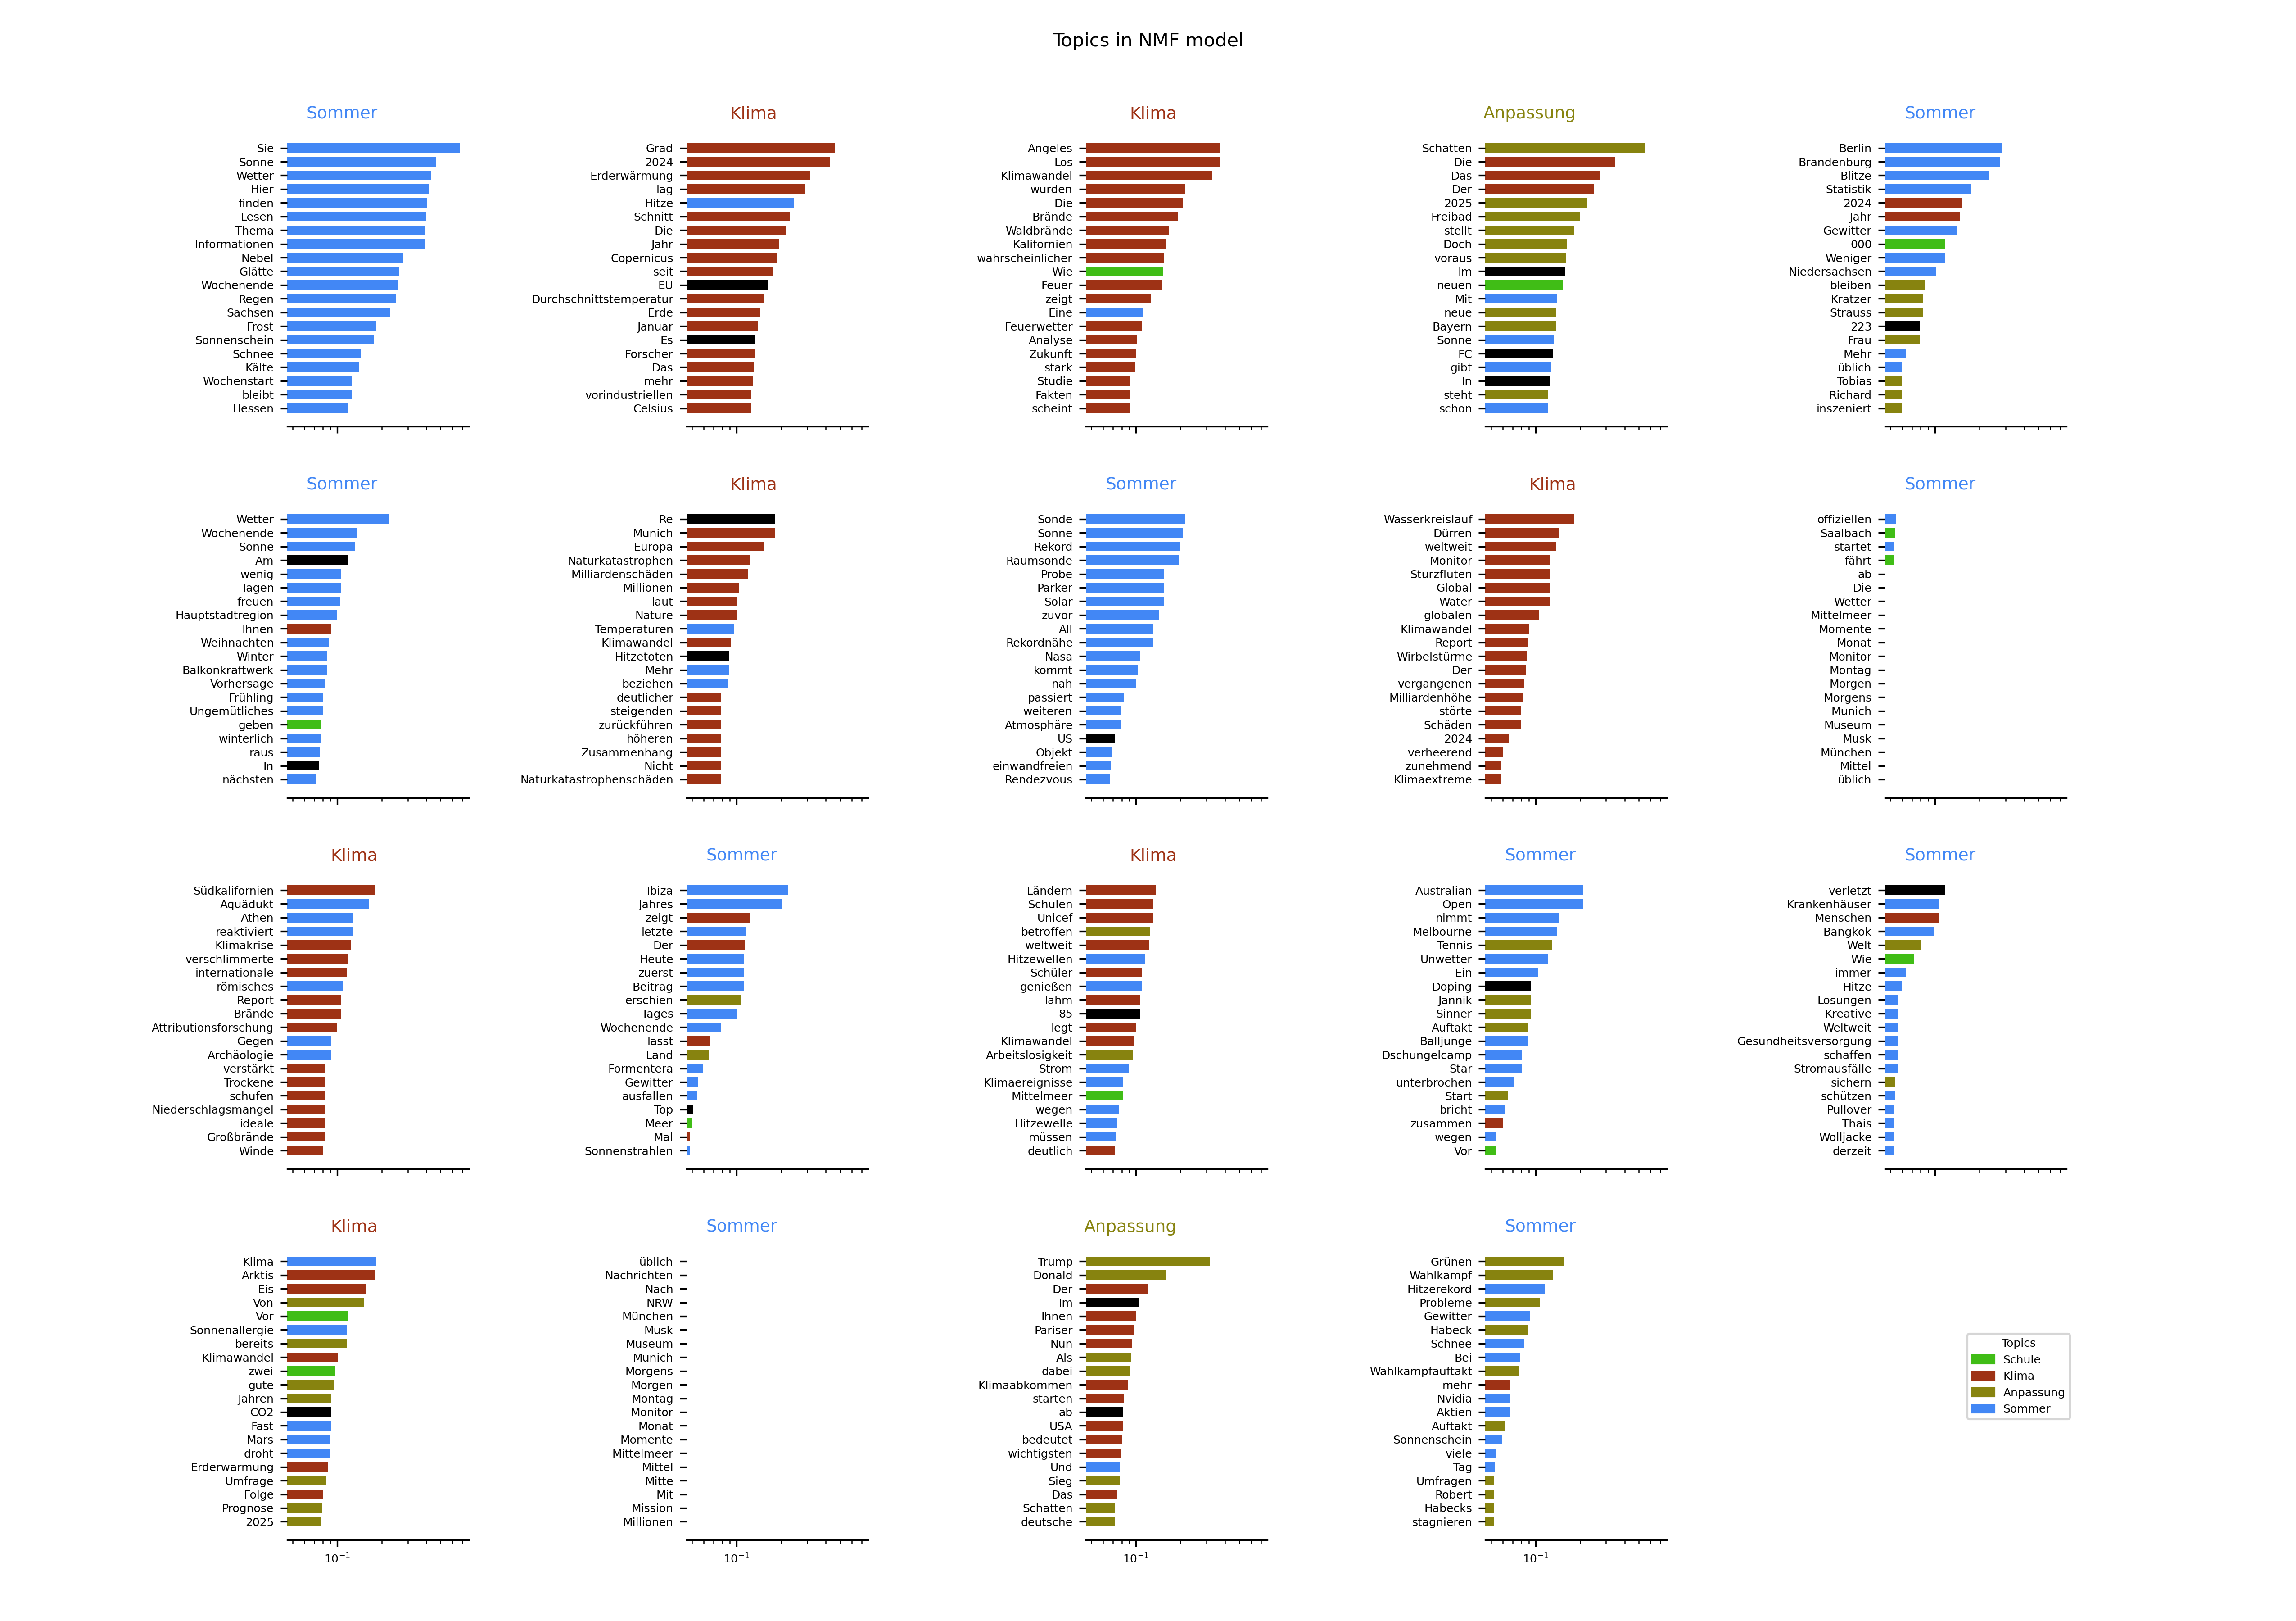 Topics in NMF model
Sommer
Sie
Sonne
Wetter
Hier
finden
Lesen
Thema
Informationen
Nebel
Glätte
Wochenende
Regen
Sachsen
Frost
Sonnenschein
Schnee
Kälte
Wochenstart
bleibt
Hessen
Klima
Grad
2024
Erderwärmung
lag
Hitze
Schnitt
Die
Jahr
Copernicus
seit
EU
Durchschnittstemperatur
Erde
Januar
Es
Forscher
Das
mehr
vorindustriellen
Celsius
Klima
Angeles
Los
Klimawandel
wurden
Die
Brände
Waldbrände
Kalifornien
wahrscheinlicher
Wie
Feuer
zeigt
Eine
Feuerwetter
Analyse
Zukunft
stark
Studie
Fakten
scheint
Anpassung
Schatten
Die
Das
Der
2025
Freibad
stellt
Doch
voraus
Im
neuen
Mit
neue
Bayern
Sonne
FC
gibt
In
steht
schon
Sommer
Berlin
Brandenburg
Blitze
Statistik
2024
Jahr
Gewitter
000
Weniger
Niedersachsen
bleiben
Kratzer
Strauss
223
Frau
Mehr
üblich
Tobias
Richard
inszeniert
Sommer
Wetter
Wochenende
Sonne
Am
wenig
Tagen
freuen
Hauptstadtregion
Ihnen
Weihnachten
Winter
Balkonkraftwerk
Vorhersage
Frühling
Ungemütliches
geben
winterlich
raus
In
nächsten
Klima
Re
Munich
Europa
Naturkatastrophen
Milliardenschäden
Millionen
laut
Nature
Temperaturen
Klimawandel
Hitzetoten
Mehr
beziehen
deutlicher
steigenden
zurückführen
höheren
Zusammenhang
Nicht
Naturkatastrophenschäden
Sommer
Sonde
Sonne
Rekord
Raumsonde
Probe
Parker
Solar
zuvor
All
Rekordnähe
Nasa
kommt
nah
passiert
weiteren
Atmosphäre
US
Objekt
einwandfreien
Rendezvous
Klima
Wasserkreislauf
Dürren
weltweit
Monitor
Sturzfluten
Global
Water
globalen
Klimawandel
Report
Wirbelstürme
Der
vergangenen
Milliardenhöhe
störte
Schäden
2024
verheerend
zunehmend
Klimaextreme
Sommer
offiziellen
Saalbach
startet
fährt
ab
Die
Wetter
Mittelmeer
Momente
Monat
Monitor
Montag
Morgen
Morgens
Munich
Museum
Musk
München
Mittel
üblich
Klima
Südkalifornien
Aquädukt
Athen
reaktiviert
Klimakrise
verschlimmerte
internationale
römisches
Report
Brände
Attributionsforschung
Gegen
Archäologie
verstärkt
Trockene
schufen
Niederschlagsmangel
ideale
Großbrände
Winde
Sommer
Ibiza
Jahres
zeigt
letzte
Der
Heute
zuerst
Beitrag
erschien
Tages
Wochenende
lässt
Land
Formentera
Gewitter
ausfallen
Top
Meer
Mal
Sonnenstrahlen
Klima
Ländern
Schulen
Unicef
betroffen
weltweit
Hitzewellen
Schüler
genießen
lahm
85
legt
Klimawandel
Arbeitslosigkeit
Strom
Klimaereignisse
Mittelmeer
wegen
Hitzewelle
müssen
deutlich
Sommer
Australian
Open
nimmt
Melbourne
Tennis
Unwetter
Ein
Doping
Jannik
Sinner
Auftakt
Balljunge
Dschungelcamp
Star
unterbrochen
Start
bricht
zusammen
wegen
Vor
Sommer
verletzt
Krankenhäuser
Menschen
Bangkok
Welt
Wie
immer
Hitze
Lösungen
Kreative
Weltweit
Gesundheitsversorgung
schaffen
Stromausfälle
sichern
schützen
Pullover
Thais
Wolljacke
derzeit
Klima
Klima
Arktis
Eis
Von
Vor
Sonnenallergie
bereits
Klimawandel
zwei
gute
Jahren
CO2
Fast
Mars
droht
Erderwärmung
Umfrage
Folge
Prognose
2025
10⁻¹
Sommer
üblich
Nachrichten
Nach
NRW
München
Musk
Museum
Munich
Morgens
Morgen
Montag
Monitor
Monat
Momente
Mittelmeer
Mittel
Mitte
Mit
Mission
Millionen
10⁻¹
Anpassung
Trump
Donald
Der
Im
Ihnen
Pariser
Nun
Als
dabei
Klimaabkommen
starten
ab
USA
bedeutet
wichtigsten
Und
Sieg
Das
Schatten
deutsche
10⁻¹
Sommer
Grünen
Wahlkampf
Hitzerekord
Probleme
Gewitter
Habeck
Schnee
Bei
Wahlkampfauftakt
mehr
Nvidia
Aktien
Auftakt
Sonnenschein
viele
Tag
Umfragen
Robert
Habecks
stagnieren
10⁻¹
Topics
Schule
Klima
Anpassung
Sommer